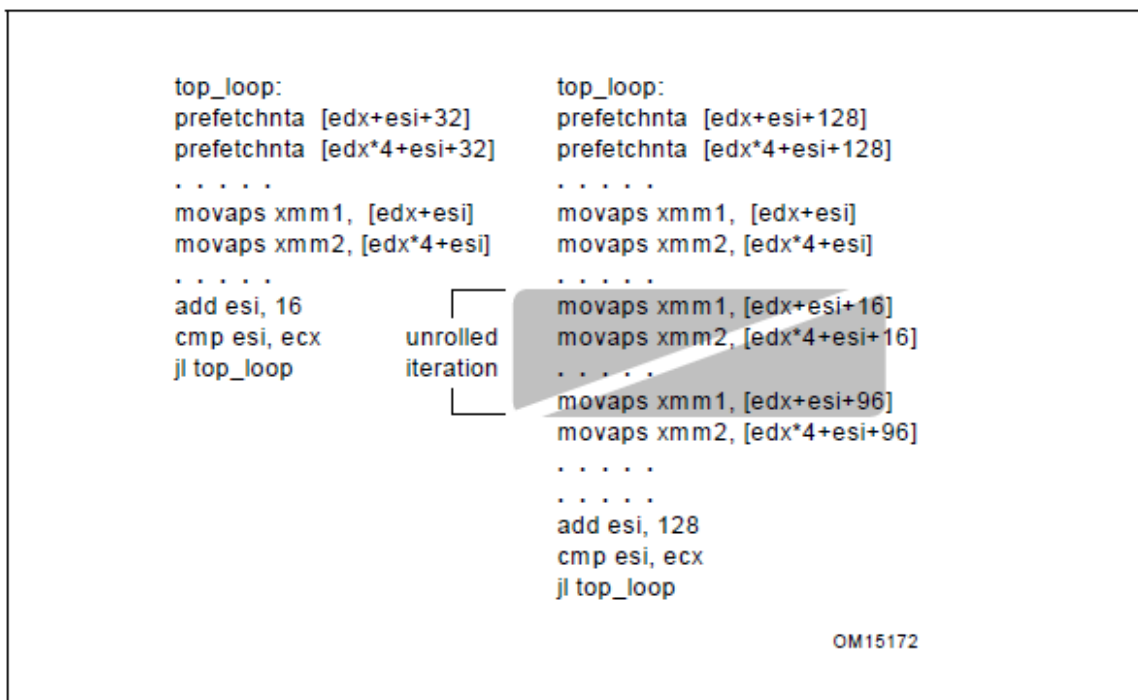 top_loop:
prefetchnta [edx+esi+32]
prefetchnta [edx*4+esi+32]
. . . . .
movaps xmm1, [edx+esi]
movaps xmm2, [edx*4+esi]
. . . . .
add esi, 16
cmp esi, ecx
jl top_loop
unrolled
iteration
top_loop:
prefetchnta [edx+esi+128]
prefetchnta [edx*4+esi+128]
. . . . .
movaps xmm1, [edx+esi]
movaps xmm2, [edx*4+esi]
. . . . .
movaps xmm1, [edx+esi+16]
movaps xmm2, [edx*4+esi+16]
. . . . .
movaps xmm1, [edx+esi+96]
movaps xmm2, [edx*4+esi+96]
. . . . .
. . . . .
add esi, 128
cmp esi, ecx
jl top_loop
OM15172